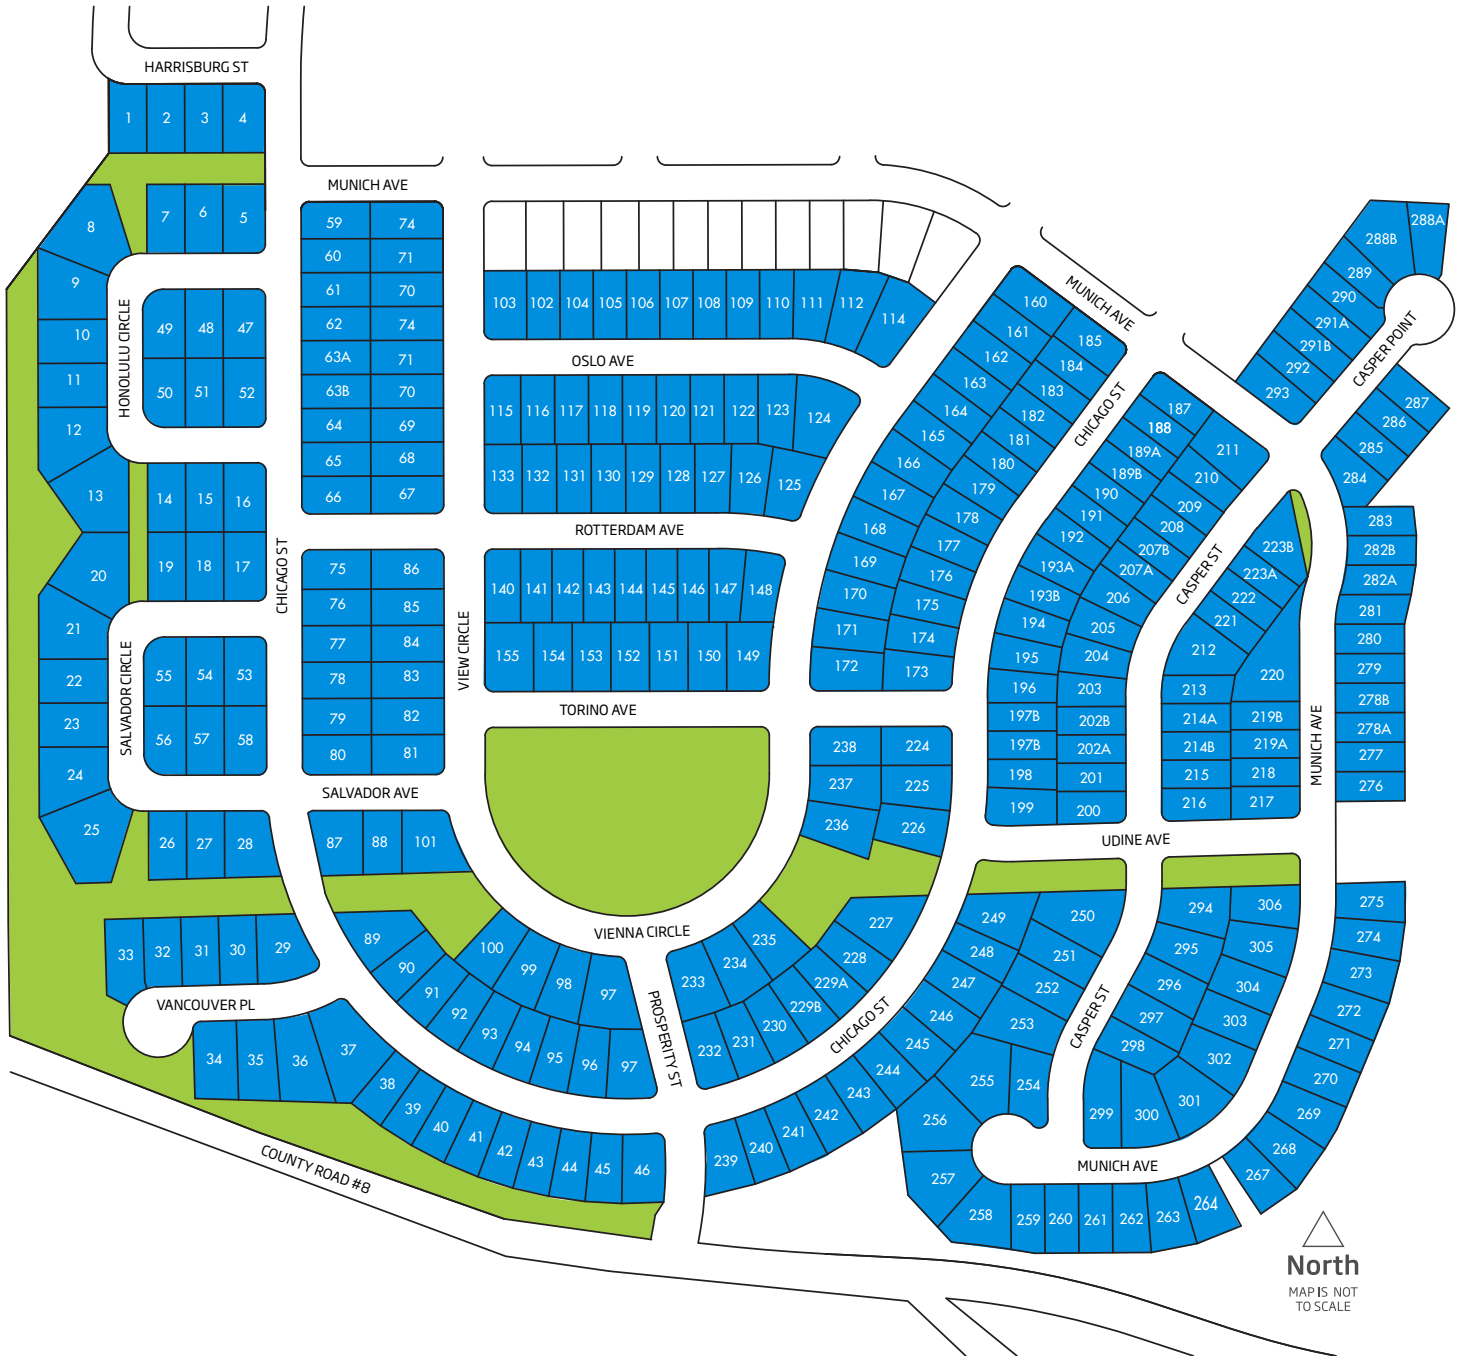 HARRISBURG ST
1 2 3 4
7 6 5
8
9
10
11
12
13
HONOLULU CIRCLE
49 48 47
50 51 52
14 15 16
19 18 17
20
21
22
23
24
25
SALVADOR CIRCLE
55 54 53
56 57 58
26 27 28
CHICAGO ST
MUNICH AVE
59 74
60 71
61 70
62 74
63A 71
63B 70
64 69
65 68
66 67
75 86
76 85
77 84
78 83
79 82
80 81
SALVADOR AVE
87 88 101
VIEW CIRCLE
103 102 104 105 106 107 108 109 110 111 112 114
OSLO AVE
115 116 117 118 119 120 121 122 123 124
133 132 131 130 129 128 127 126 125
ROTTERDAM AVE
140 141 142 143 144 145 146 147 148
155 154 153 152 151 150 149
TORINO AVE
VIENNA CIRCLE
33 32 31 30 29
VANCOUVER PL
34 35 36 37 38 39 40 41 42 43 44 45 46
89 90 91 92 93 94 95 96 97
100 99 98 97
PROSPERITY ST
233 234 235
232 231 230 229B 229A 228 227
238 224
237 225
236 226
CHICAGO ST
239 240 241 242 243 244 245 246 247 248 249
250
251
252
253
254
255
256
257
258 259 260 261 262 263 264
COUNTY ROAD #8
MUNICH AVE
160 185
161 184
162 183
163 182
164 181
165 180
166 179
167 178
168 177
169 176
170 175
171 174
172 173
CHICAGO ST
187 211
188 210
189A 209
189B 208
190 207B
191 207A
192 206
193A 205
193B 204
194 203
195 202B
196 202A
197B 201
197B 200
198
199
CASPER ST
223B
223A
222
221
212 220
213 219B
214A 219A
214B 218
215 217
216
UDINE AVE
MUNICH AVE
288A
288B
289
290
291A
291B
292
293
CASPER POINT
287
286
285
284
283
282B
282A
281
280
279
278B
278A
277
276
275
274
273
272
271
270
269
268
267
CASPER ST
294 306
295 305
296 304
297 303
298 302
299 300 301
MUNICH AVE
North
MAP IS NOT
TO SCALE